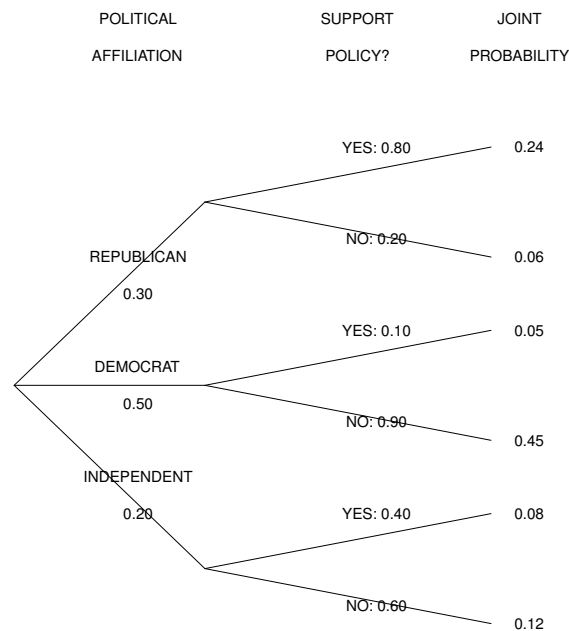 POLITICAL SUPPORT JOINT
AFFILIATION POLICY? PROBABILITY
YES: 0.80 0.24
NO: 0.20
REPUBLICAN 0.06
0.30
YES: 0.10 0.05
DEMOCRAT
0.50
NO: 0.90
0.45
INDEPENDENT
0.20 YES: 0.40 0.08
NO: 0.60
0.12